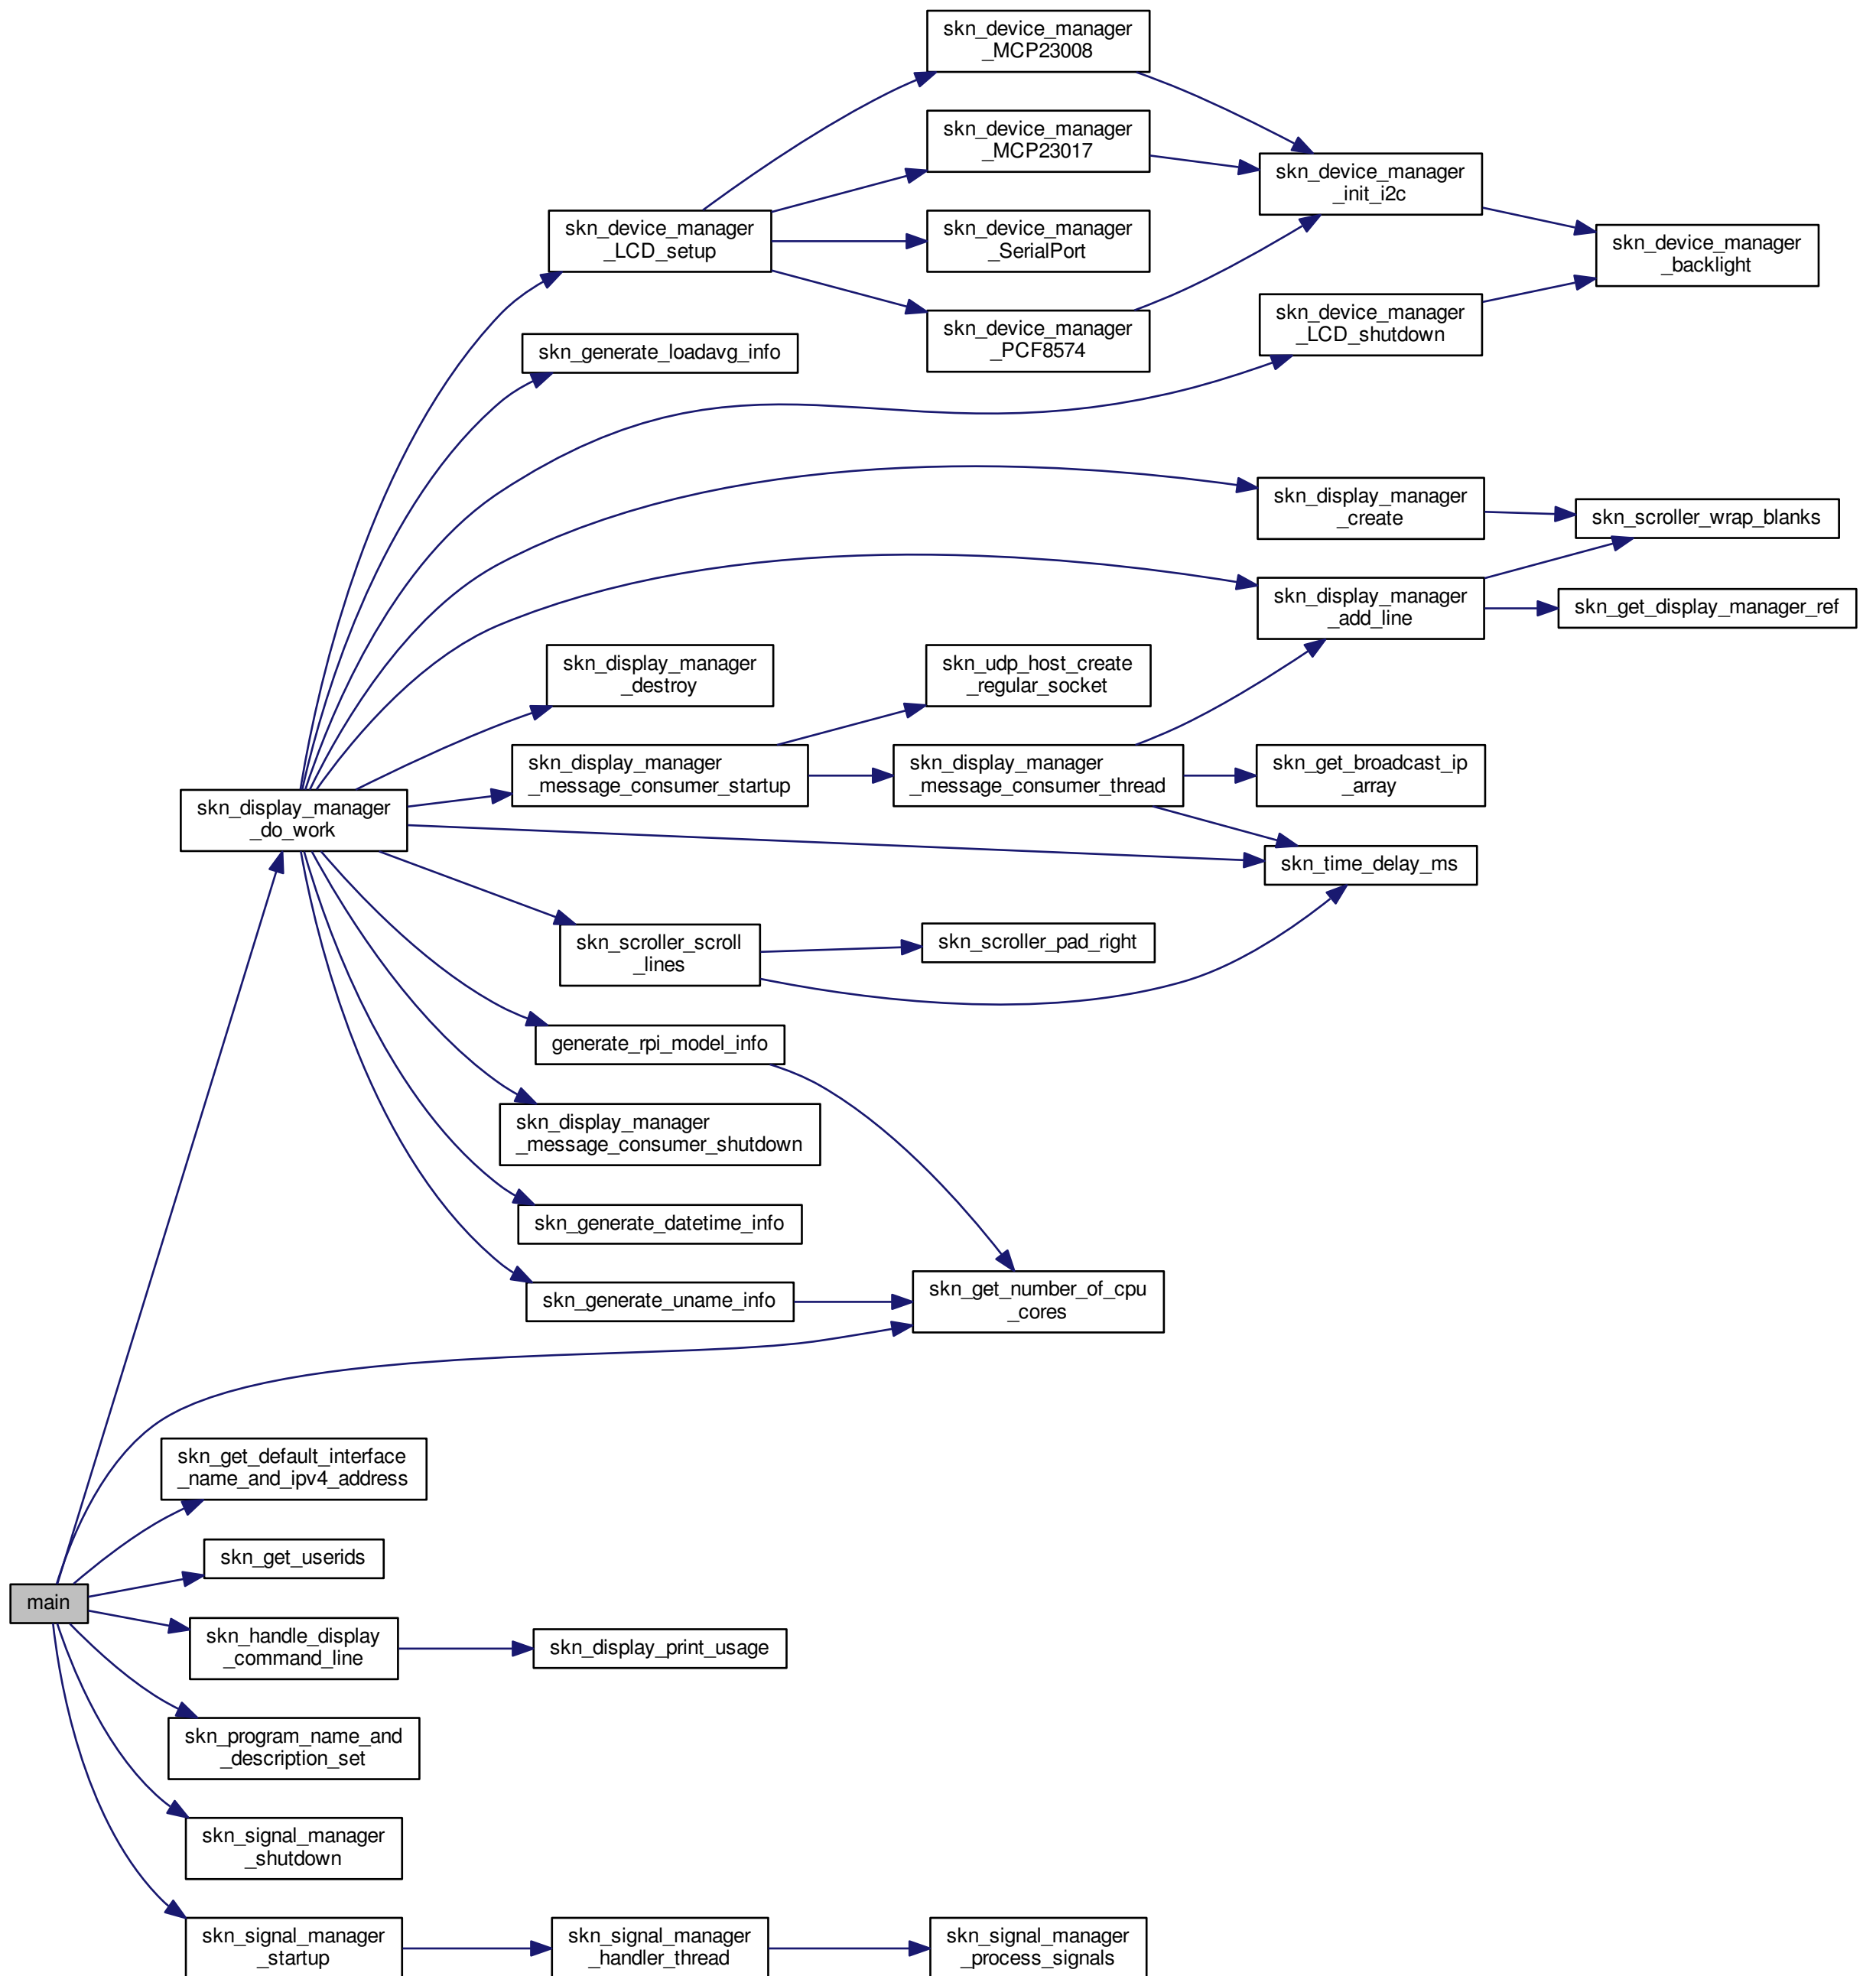 skn_device_manager
_MCP23008
skn_device_manager
_MCP23017
skn_device_manager
_init_i2c
skn_device_manager
_LCD_setup
skn_device_manager
_SerialPort
skn_device_manager
_backlight
skn_device_manager
_PCF8574
skn_device_manager
_LCD_shutdown
skn_generate_loadavg_info
skn_display_manager
_create
skn_scroller_wrap_blanks
skn_display_manager
_add_line
skn_get_display_manager_ref
skn_display_manager
_destroy
skn_udp_host_create
_regular_socket
skn_display_manager
_message_consumer_startup
skn_display_manager
_message_consumer_thread
skn_get_broadcast_ip
_array
skn_display_manager
_do_work
skn_time_delay_ms
skn_scroller_scroll
_lines
skn_scroller_pad_right
generate_rpi_model_info
skn_display_manager
_message_consumer_shutdown
skn_generate_datetime_info
skn_generate_uname_info
skn_get_number_of_cpu
_cores
skn_get_default_interface
_name_and_ipv4_address
skn_get_userids
main
skn_handle_display
_command_line
skn_display_print_usage
skn_program_name_and
_description_set
skn_signal_manager
_shutdown
skn_signal_manager
_startup
skn_signal_manager
_handler_thread
skn_signal_manager
_process_signals